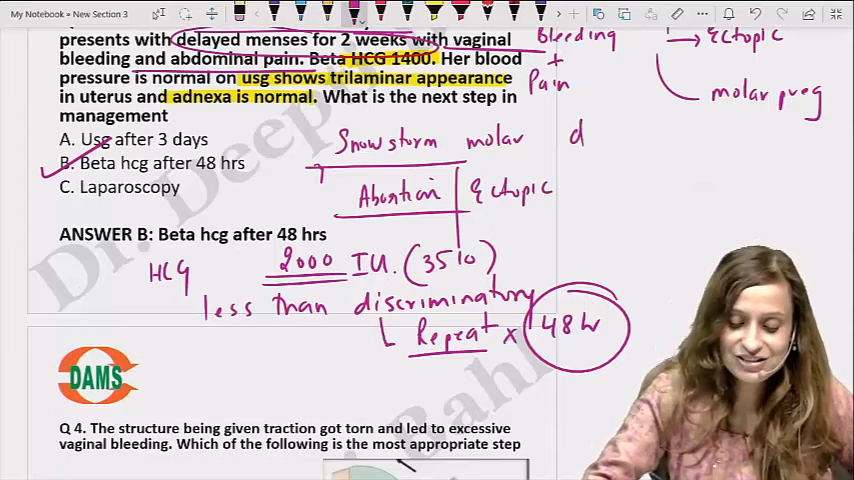 My Notebook » New Section 3
presents with delayed menses for 2 weeks with vaginal
bleeding and abdominal pain. Beta HCG 1400. Her blood
pressure is normal on usg shows trilaminar appearance
in uterus and adnexa is normal. What is the next step in
management
A. Usg after 3 days
B. Beta hcg after 48 hrs
C. Laparoscopy
ANSWER B: Beta hcg after 48 hrs
Bleeding
+
Pain
→ Ectopic
molar preg
Snowstorm molar d
Abortion Ectopic
HCG 2000 IU. (3510)
less than discriminatory
Repeat x 48 hr
Dr. Deepti Bahl
DAMS
Q 4. The structure being given traction got torn and led to excessive
vaginal bleeding. Which of the following is the most appropriate step